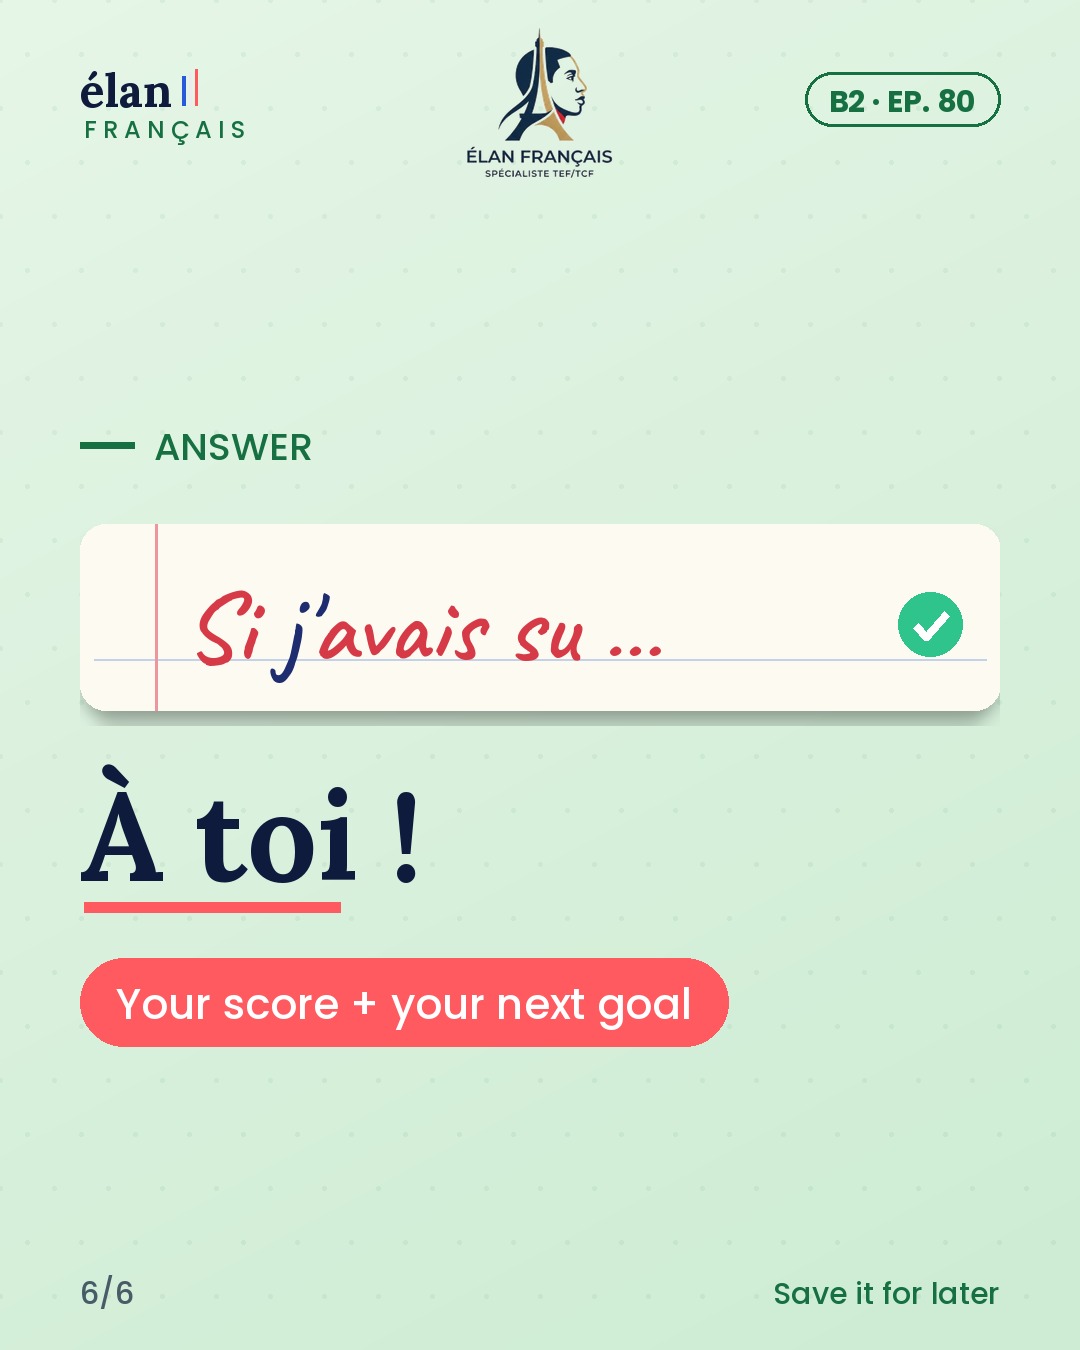 élan
FRANÇAIS
ÉLAN FRANÇAIS
SPÉCIALISTE TEF/TCF
B2 · EP. 80
ANSWER
Si j'avais su ...
À toi !
Your score + your next goal
6/6
Save it for later